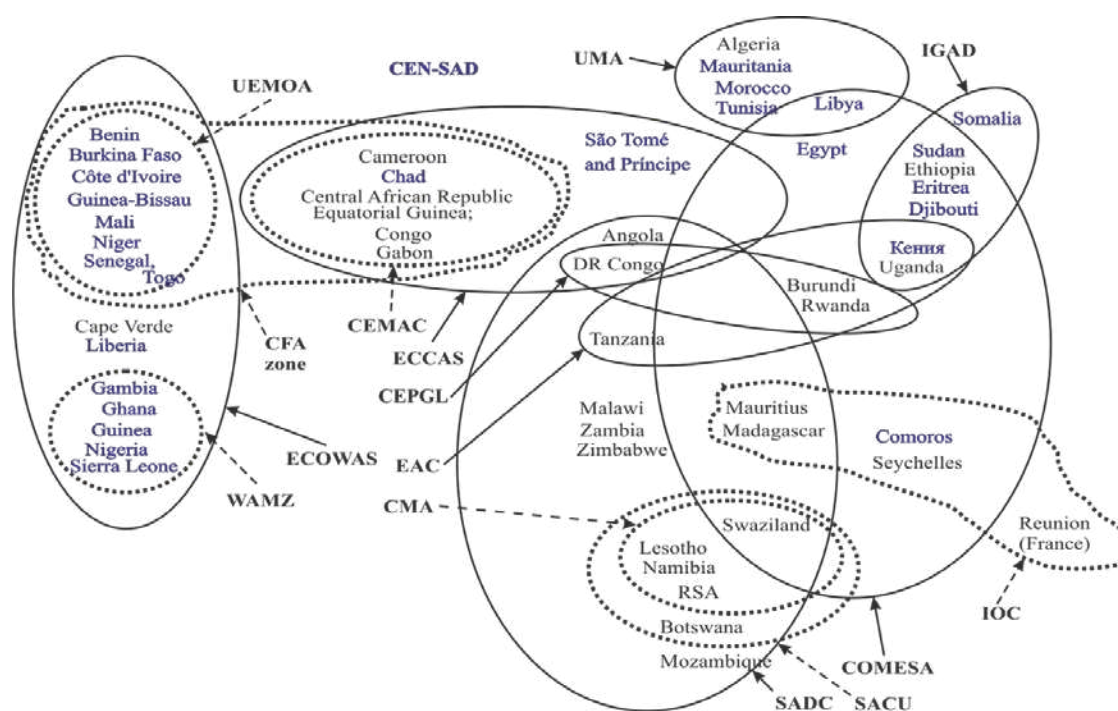 CEN-SAD
UMA
IGAD
UEMOA
Algeria
Mauritania
Morocco
Tunisia
Libya
Egypt
Somalia
Sudan
Ethiopia
Eritrea
Djibouti
Кения
Uganda
Benin
Burkina Faso
Côte d'Ivoire
Guinea-Bissau
Mali
Niger
Senegal,
Togo
Cape Verde
Liberia
Gambia
Ghana
Guinea
Nigeria
Sierra Leone
CFA
zone
ECOWAS
WAMZ
Cameroon
Chad
Central African Republic
Equatorial Guinea;
Congo
Gabon
São Tomé
and Príncipe
CEMAC
ECCAS
CEPGL
EAC
CMA
Angola
DR Congo
Burundi
Rwanda
Tanzania
Malawi
Zambia
Zimbabwe
Mauritius
Madagascar
Comoros
Seychelles
Reunion
(France)
IOC
Swaziland
Lesotho
Namibia
RSA
Botswana
Mozambique
COMESA
SADC
SACU